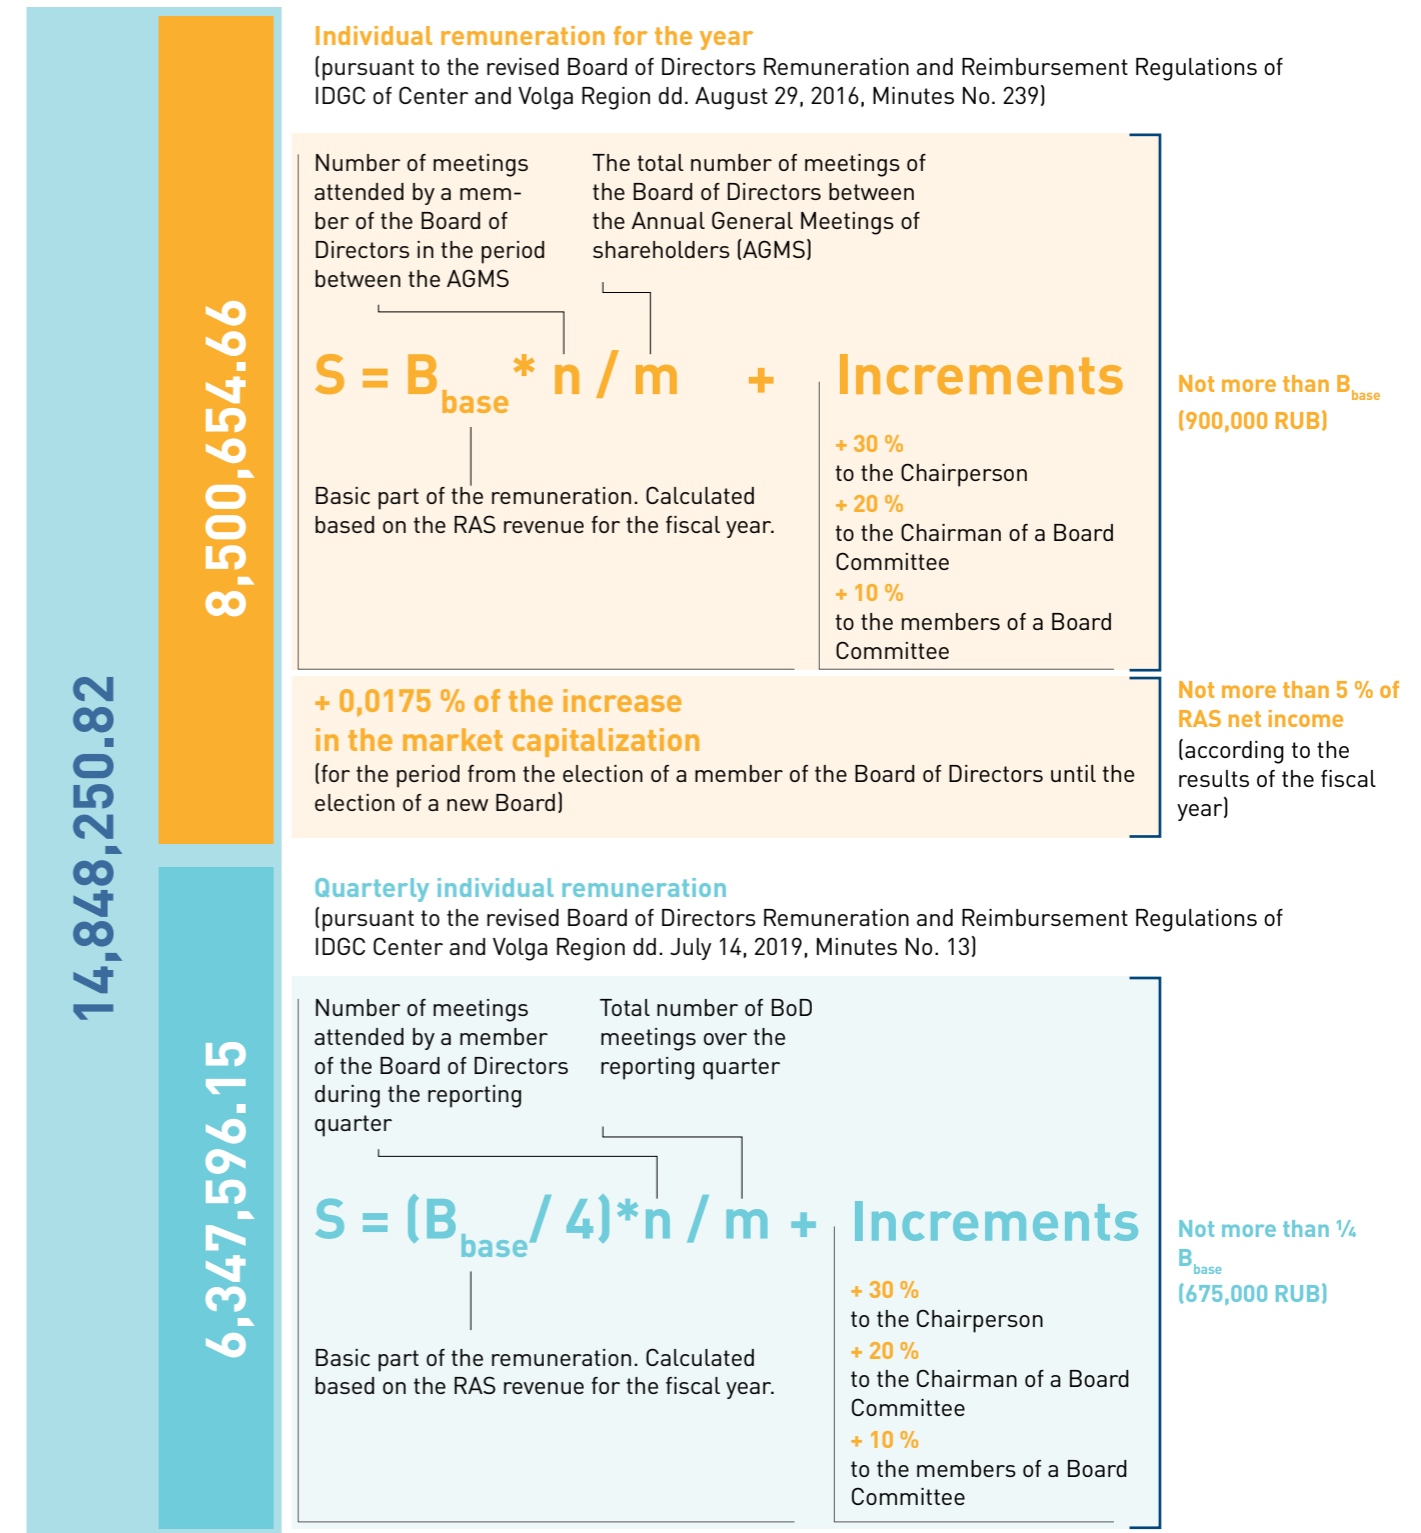 14,848,250.82
8,500,654.66
Individual remuneration for the year
(pursuant to the revised Board of Directors Remuneration and Reimbursement Regulations of
IDGC of Center and Volga Region dd. August 29, 2016, Minutes No. 239)
Number of meetings
attended by a mem-
ber of the Board of
Directors in the period
between the AGMS
The total number of meetings of
the Board of Directors between
the Annual General Meetings of
shareholders (AGMS)
S = Bbase * n / m + Increments
Basic part of the remuneration. Calculated
based on the RAS revenue for the fiscal year.
+ 30 %
to the Chairperson
+ 20 %
to the Chairman of a Board
Committee
+ 10 %
to the members of a Board
Committee
Not more than Bbase
(900,000 RUB)
+ 0,0175 % of the increase
in the market capitalization
(for the period from the election of a member of the Board of Directors until the
election of a new Board)
Not more than 5 % of
RAS net income
(according to the
results of the fiscal
year)
6,347,596.15
Quarterly individual remuneration
(pursuant to the revised Board of Directors Remuneration and Reimbursement Regulations of
IDGC Center and Volga Region dd. July 14, 2019, Minutes No. 13)
Number of meetings
attended by a member
of the Board of Directors
during the reporting
quarter
Total number of BoD
meetings over the
reporting quarter
S = (Bbase/ 4)*n / m + Increments
Basic part of the remuneration. Calculated
based on the RAS revenue for the fiscal year.
+ 30 %
to the Chairperson
+ 20 %
to the Chairman of a Board
Committee
+ 10 %
to the members of a Board
Committee
Not more than ¼
Bbase
(675,000 RUB)